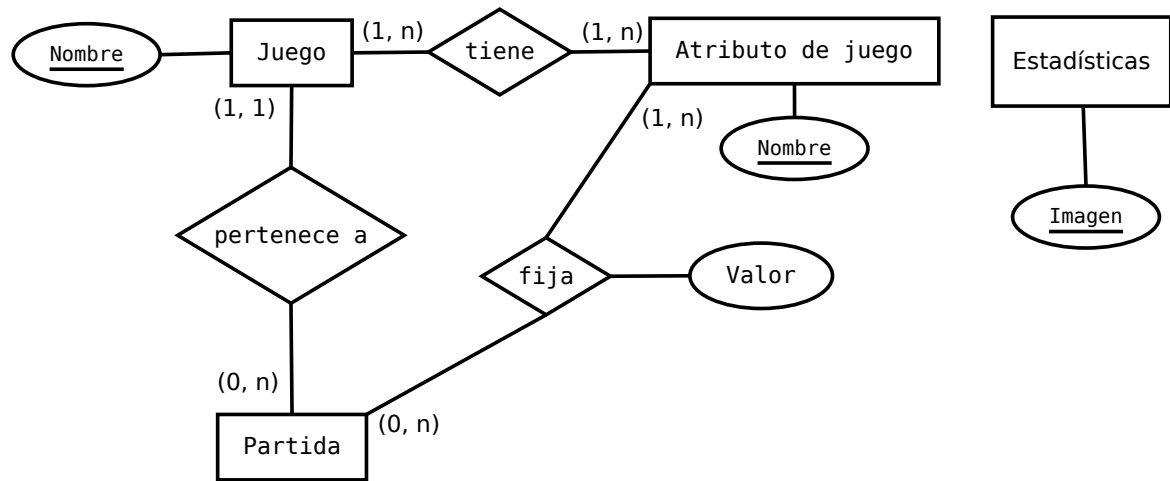 Nombre
Juego
(1, n)
tiene
(1, n)
Atributo de juego
Estadísticas
(1, 1)
(1, n)
Nombre
Imagen
pertenece a
fija
Valor
(0, n)
(0, n)
Partida